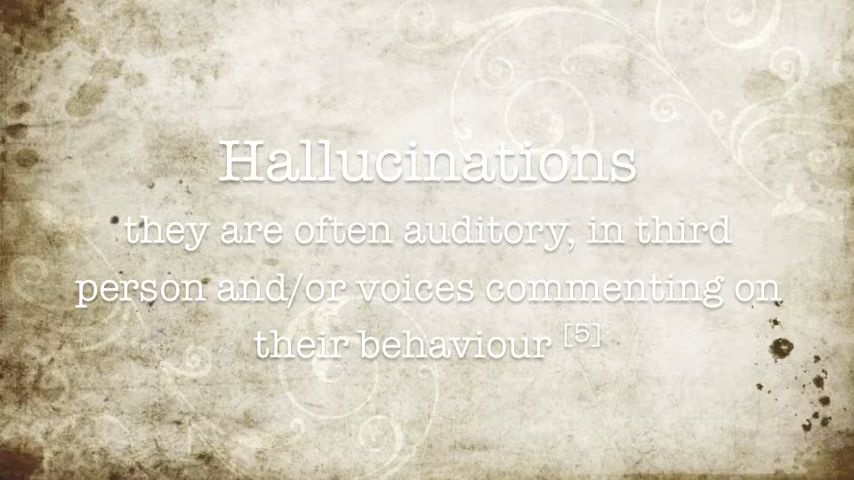 Hallucinations
they are often auditory, in third
person and/or voices commenting on
their behaviour [5]